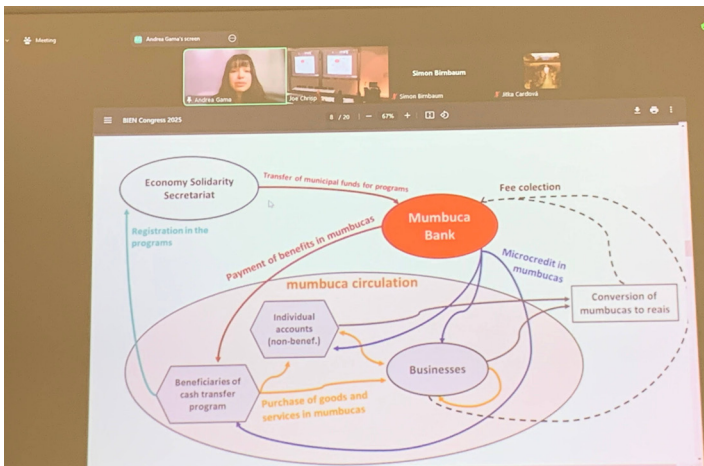 Meeting
Andrea Gama's screen
Andrea Gama
Joe Chrisp
Simon Birnbaum
Simon Birnbaum
Jitka Cardová
BIEN Congress 2025
8 / 20
67%
Economy Solidarity
Secretariat
Transfer of municipal funds for programs
Fee colection
Mumbuca
Bank
Registration in the
programs
Payment of benefits in mumbucas
Microcredit in
mumbucas
mumbuca circulation
Conversion of
mumbucas to reais
Individual
accounts
(non-benef.)
Businesses
Beneficiaries of
cash transfer
program
Purchase of goods and
services in mumbucas